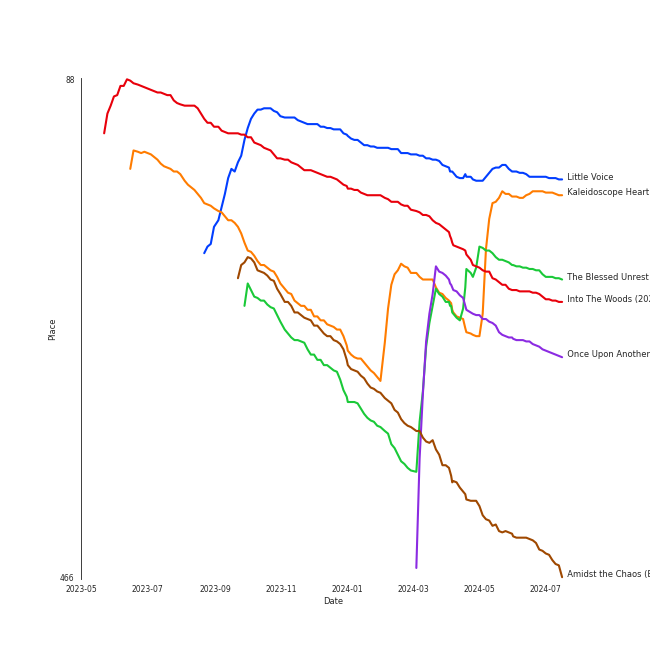 88
Little Voice
Kaleidoscope Heart
The Blessed Unrest
Into The Woods (20
Once Upon Another
Amidst the Chaos (
Place
466
2023-05
2023-07
2023-09
2023-11
2024-01
2024-03
2024-05
2024-07
Date